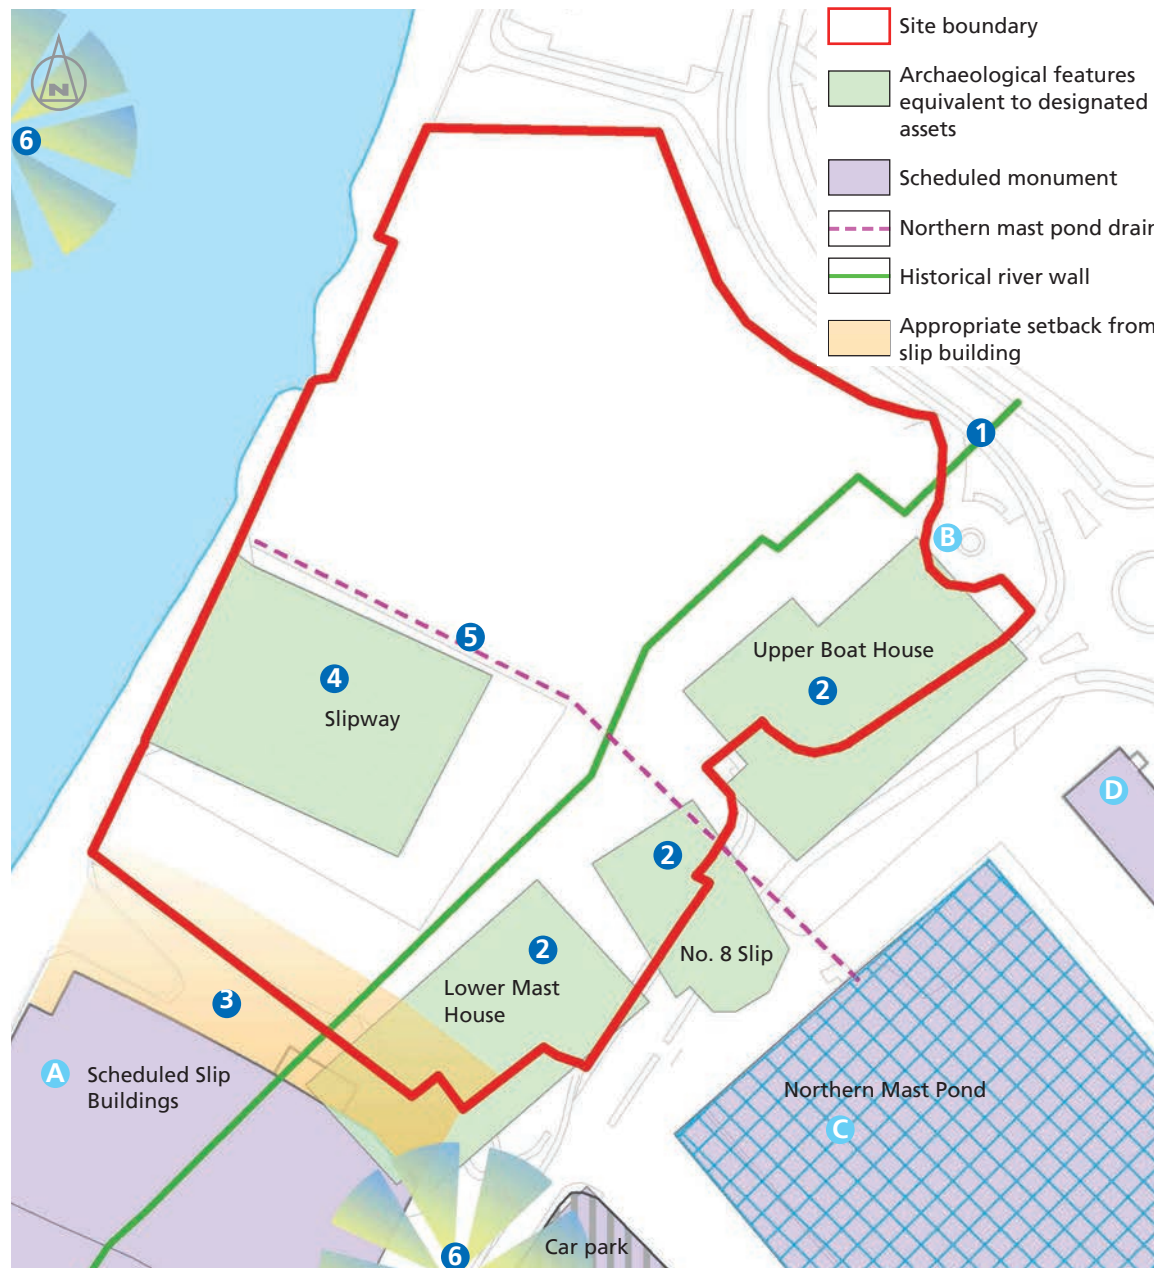 Site boundary
Archaeological features
equivalent to designated
assets
Scheduled monument
Northern mast pond drain
Historical river wall
Appropriate setback from
slip building
N
6
1
B
5
Upper Boat House
4
2
Slipway
D
2
2
No. 8 Slip
Lower Mast
House
3
A
Scheduled Slip
Buildings
Northern Mast Pond
C
Car park
6